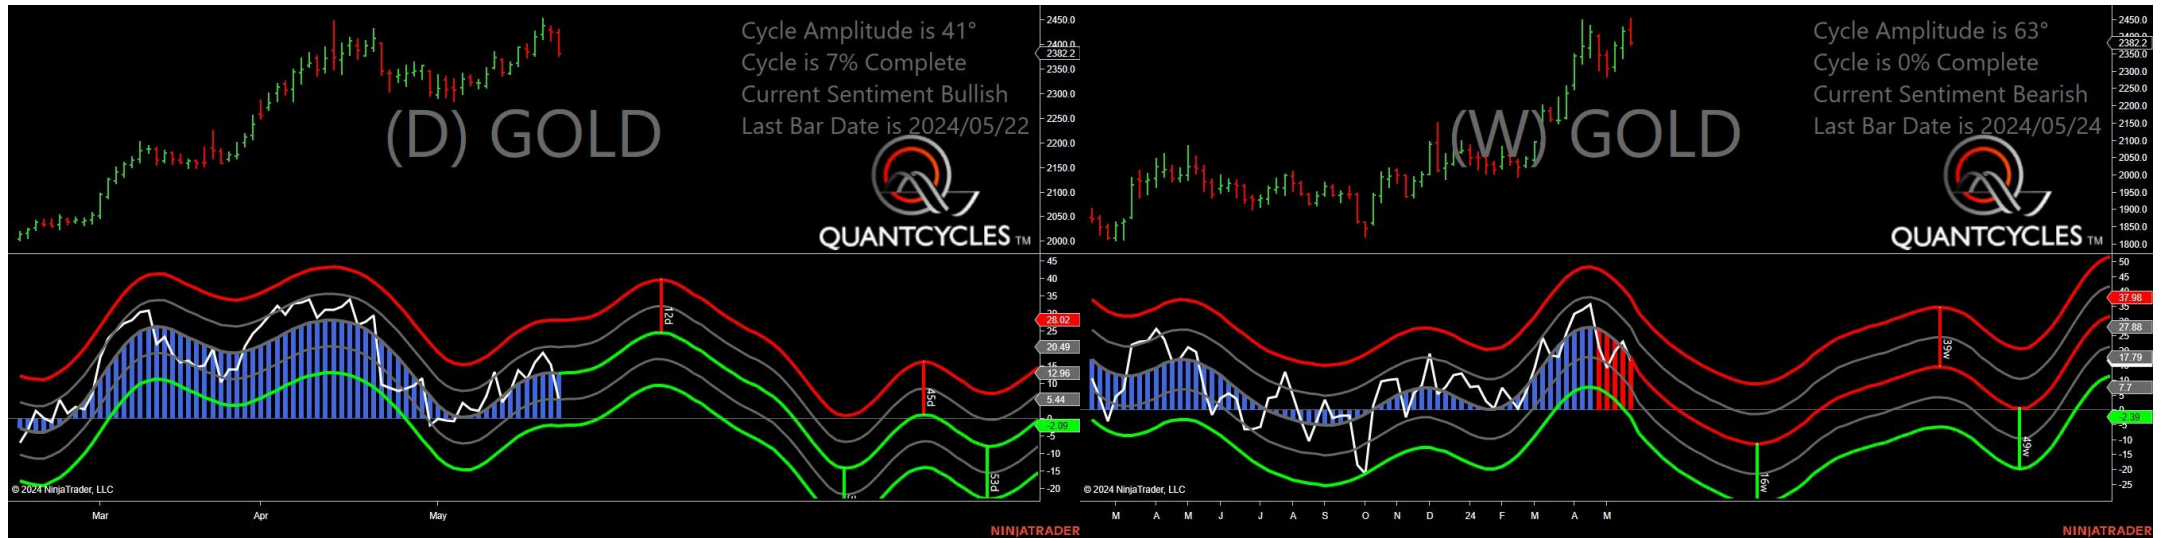 Cycle Amplitude is 41°
Cycle is 7% Complete
Current Sentiment Bullish
Last Bar Date is 2024/05/22
(D) GOLD
QUANTCYCLES TM
2450.0
2400.0
2382.2
2350.0
2300.0
2250.0
2200.0
2150.0
2100.0
2050.0
2000.0
45
40
35
28.02
25
20.49
15
12.96
10
5.44
0
-2.09
-5
-10
-15
-20
12d
45d
53d
© 2024 NinjaTrader, LLC
Mar Apr May
NINJATRADER
Cycle Amplitude is 63°
Cycle is 0% Complete
Current Sentiment Bearish
Last Bar Date is 2024/05/24
(W) GOLD
QUANTCYCLES TM
2450.0
2382.2
2350.0
2300.0
2250.0
2200.0
2150.0
2100.0
2050.0
2000.0
1950.0
1900.0
1850.0
1800.0
50
45
40
37.98
27.88
17.79
7.7
5
-2.39
-5
-10
-15
-20
-25
39w
16w
49w
© 2024 NinjaTrader, LLC
M A M J J A S O N D 24 F M A M
NINJATRADER